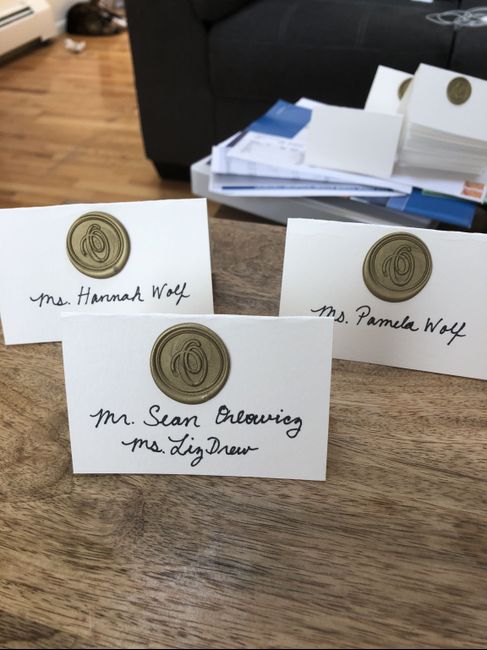 Ms. Hannah Wolf
Ms. Pamela Wolf
Mr. Sean Orlowicz
Ms. Liz Drew